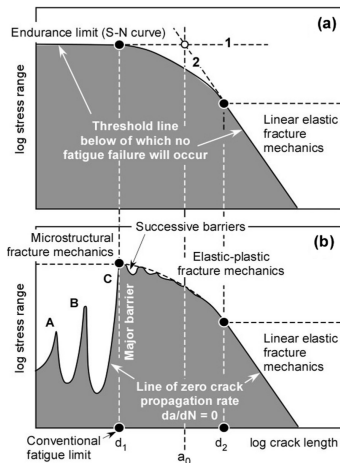 (a)
Endurance limit (S-N curve)
1
2
log stress range
Threshold line
below of which no
fatigue failure will occur
Linear elastic
fracture
mechanics
Successive barriers
(b)
Microstructural
fracture mechanics
Elastic-plastic
fracture mechanics
C
B
A
Major barrier
log stress range
Linear elastic
fracture
mechanics
Line of zero crack
propagation rate
da/dN = 0
Conventional
fatigue limit
d1
a0
d2
log crack length